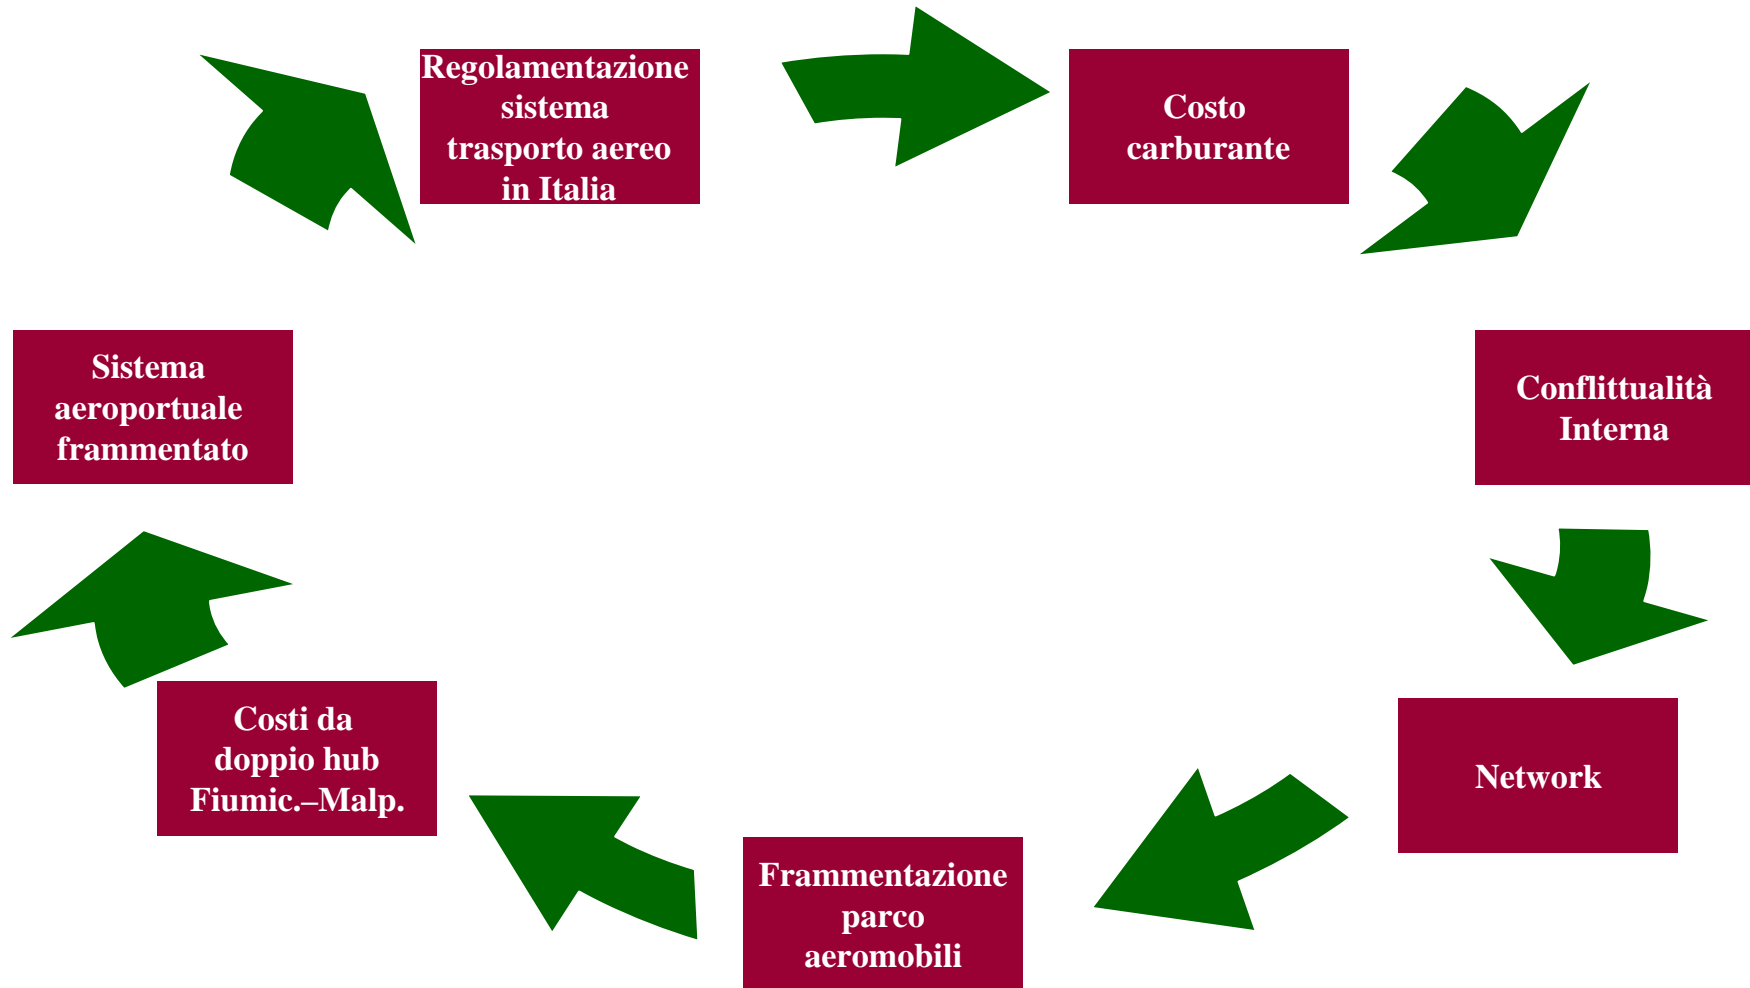 Regolamentazione
sistema
trasporto aereo
in Italia
Costo
carburante
Conflittualità
Interna
Network
Frammentazione
parco
aeromobili
Costi da
doppio hub
Fiumic.–Malp.
Sistema
aeroportuale
frammentato